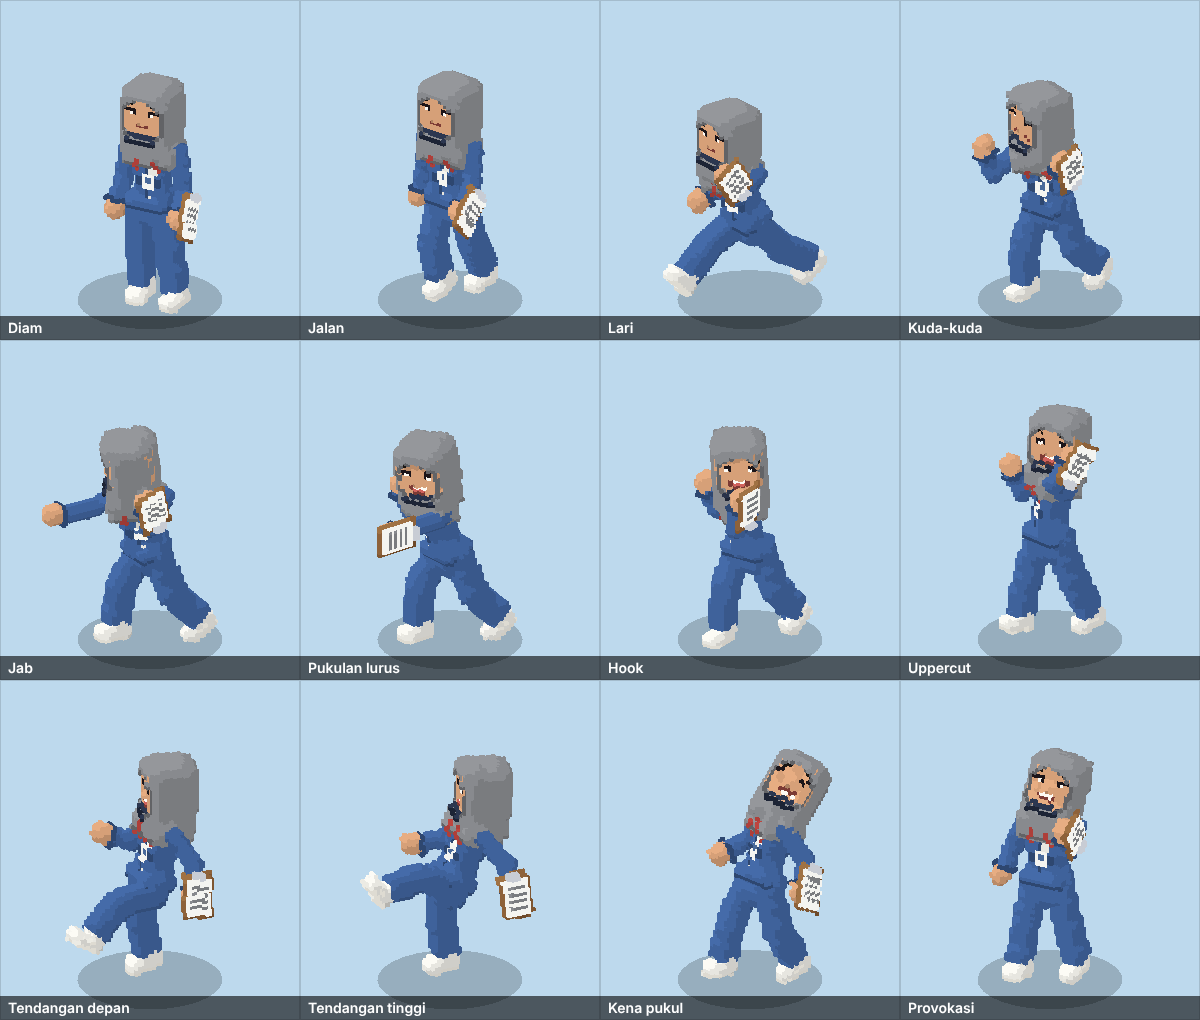 Diam
Jalan
Lari
Kuda-kuda
Jab
Pukulan lurus
Hook
Uppercut
Tendangan depan
Tendangan tinggi
Kena pukul
Provokasi